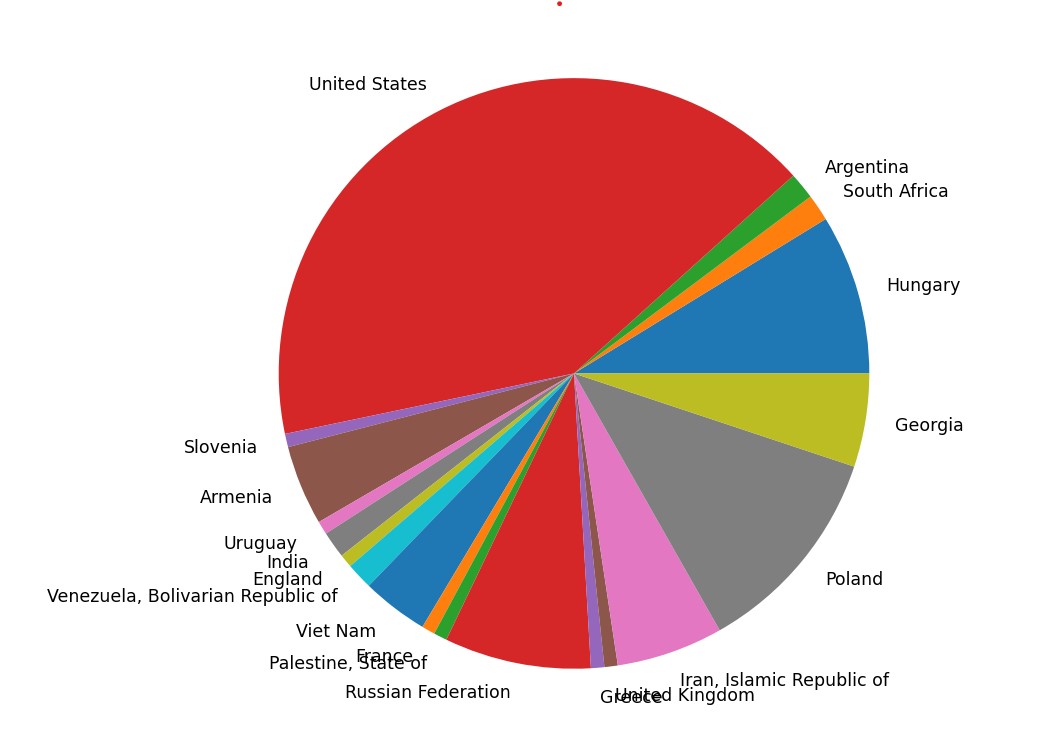 United States
Argentina
South Africa
Hungary
Georgia
Slovenia
Armenia
Uruguay
India
England
Poland
Venezuela, Bolivarian Republic of
Viet Nam
France
Palestine, State of
Iran, Islamic Republic of
Russian Federation
United Kingdom
Greece